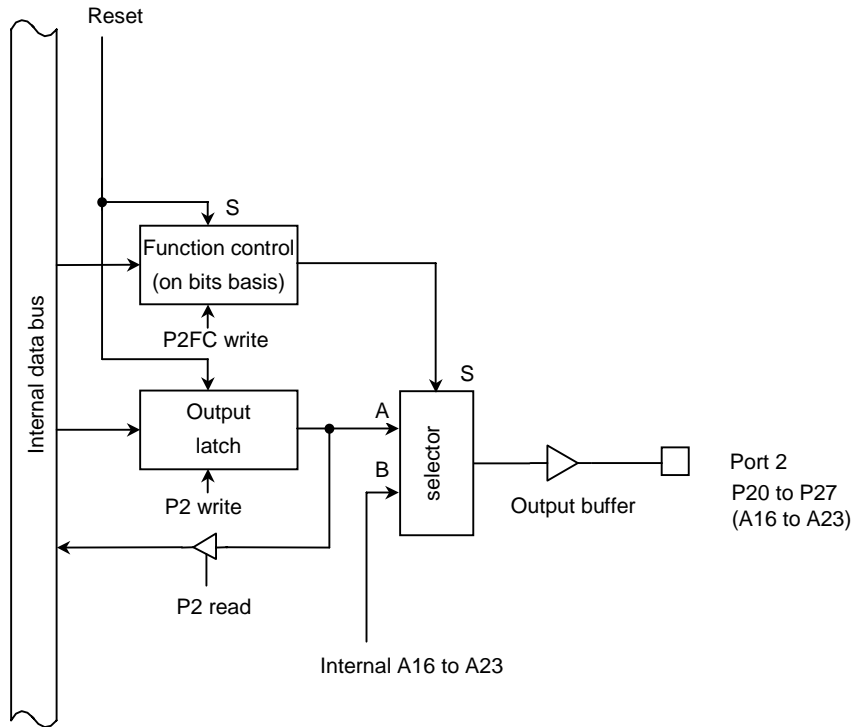 Reset
S
Function control
(on bits basis)
P2FC write
Internal data bus
S
Output
latch
A
B
selector
P2 write
Output buffer
Port 2
P20 to P27
(A16 to A23)
P2 read
Internal A16 to A23